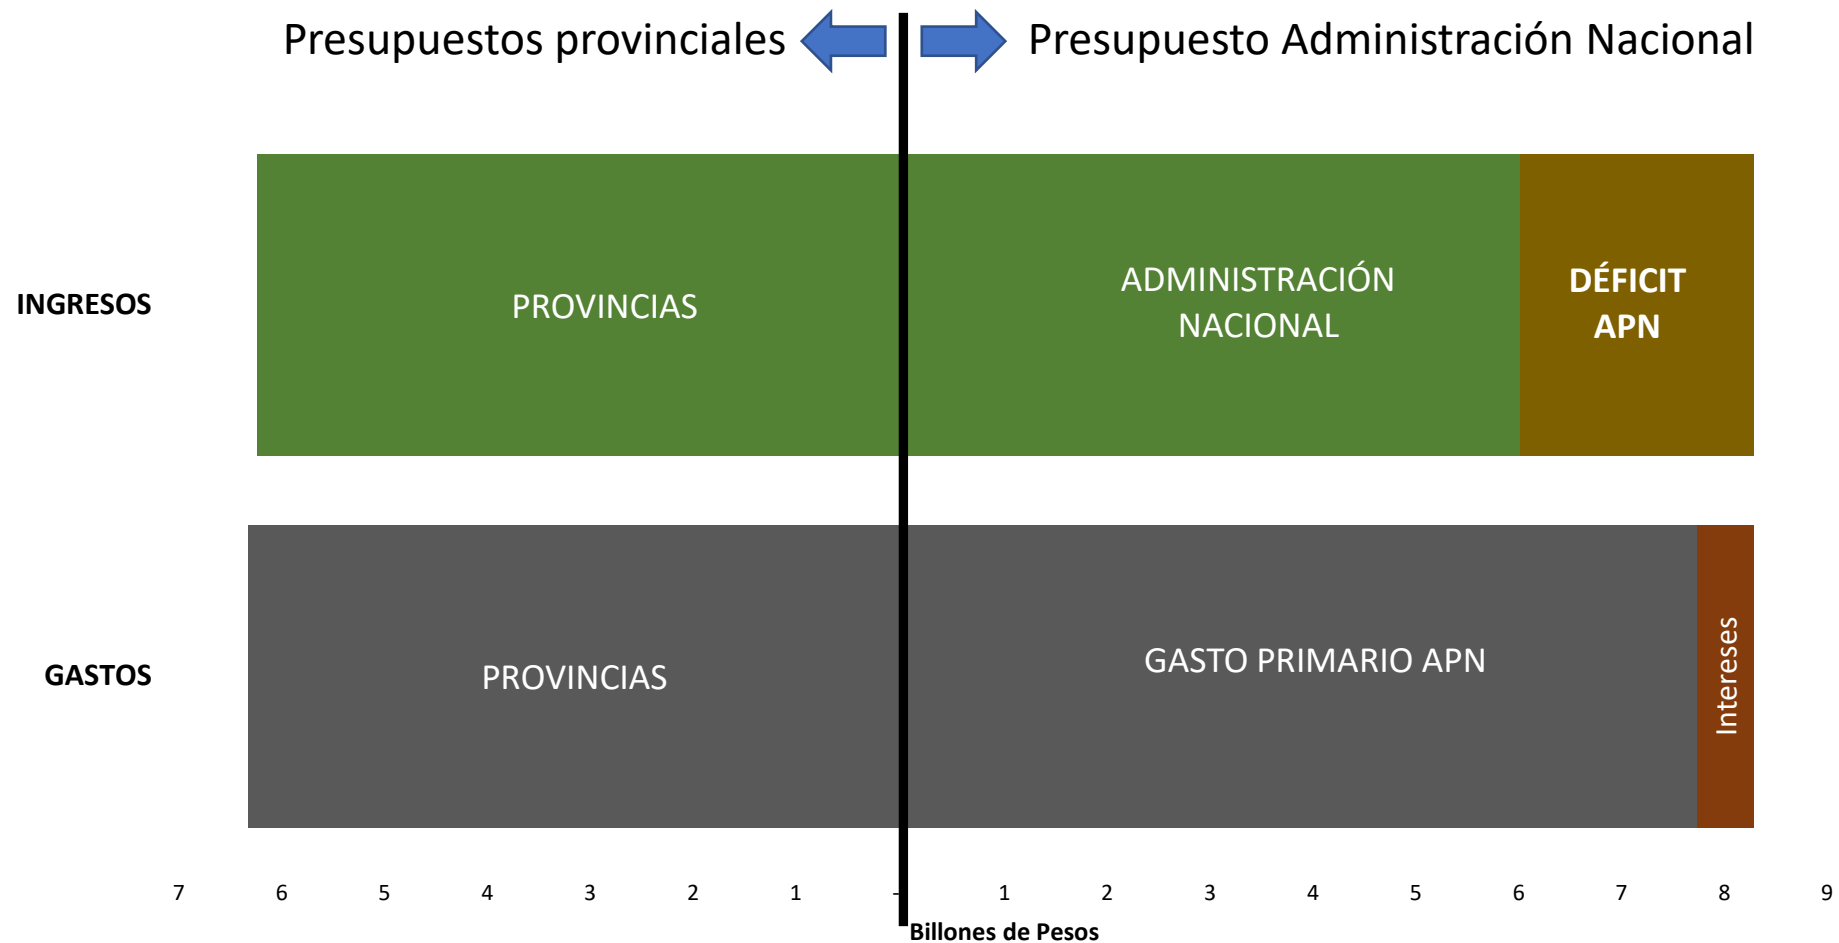 Presupuestos provinciales
Presupuesto Administración Nacional
INGRESOS
PROVINCIAS
ADMINISTRACIÓN
NACIONAL
DÉFICIT
APN
GASTOS
PROVINCIAS
GASTO PRIMARIO APN
Intereses
7 6 5 4 3 2 1 - 1 2 3 4 5 6 7 8 9
Billones de Pesos